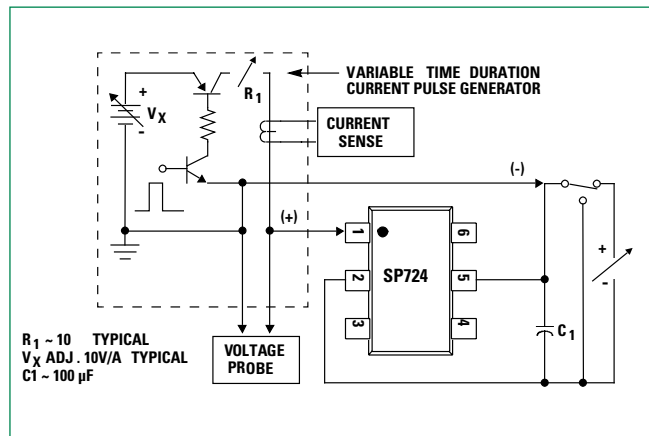 VARIABLE TIME DURATION
CURRENT PULSE GENERATOR
+
VX
-
R1
CURRENT
SENSE
(-)
(+)
1
6
2
SP724
5
3
4
+
-
C1
R1 ~ 10 TYPICAL
VX ADJ . 10V/A TYPICAL
C1 ~ 100 µF
VOLTAGE
PROBE